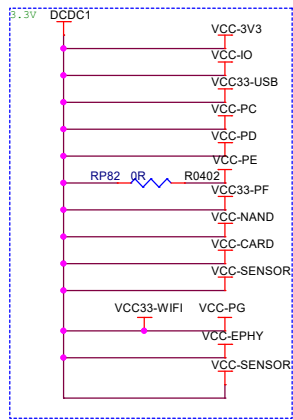 3.3V DCDC1
VCC-3V3
VCC-IO
VCC33-USB
VCC-PC
VCC-PD
VCC-PE
RP82 0R R0402
VCC33-PF
VCC-NAND
VCC-CARD
VCC-SENSOR
VCC33-WIFI VCC-PG
VCC-EPHY
VCC-SENSOR